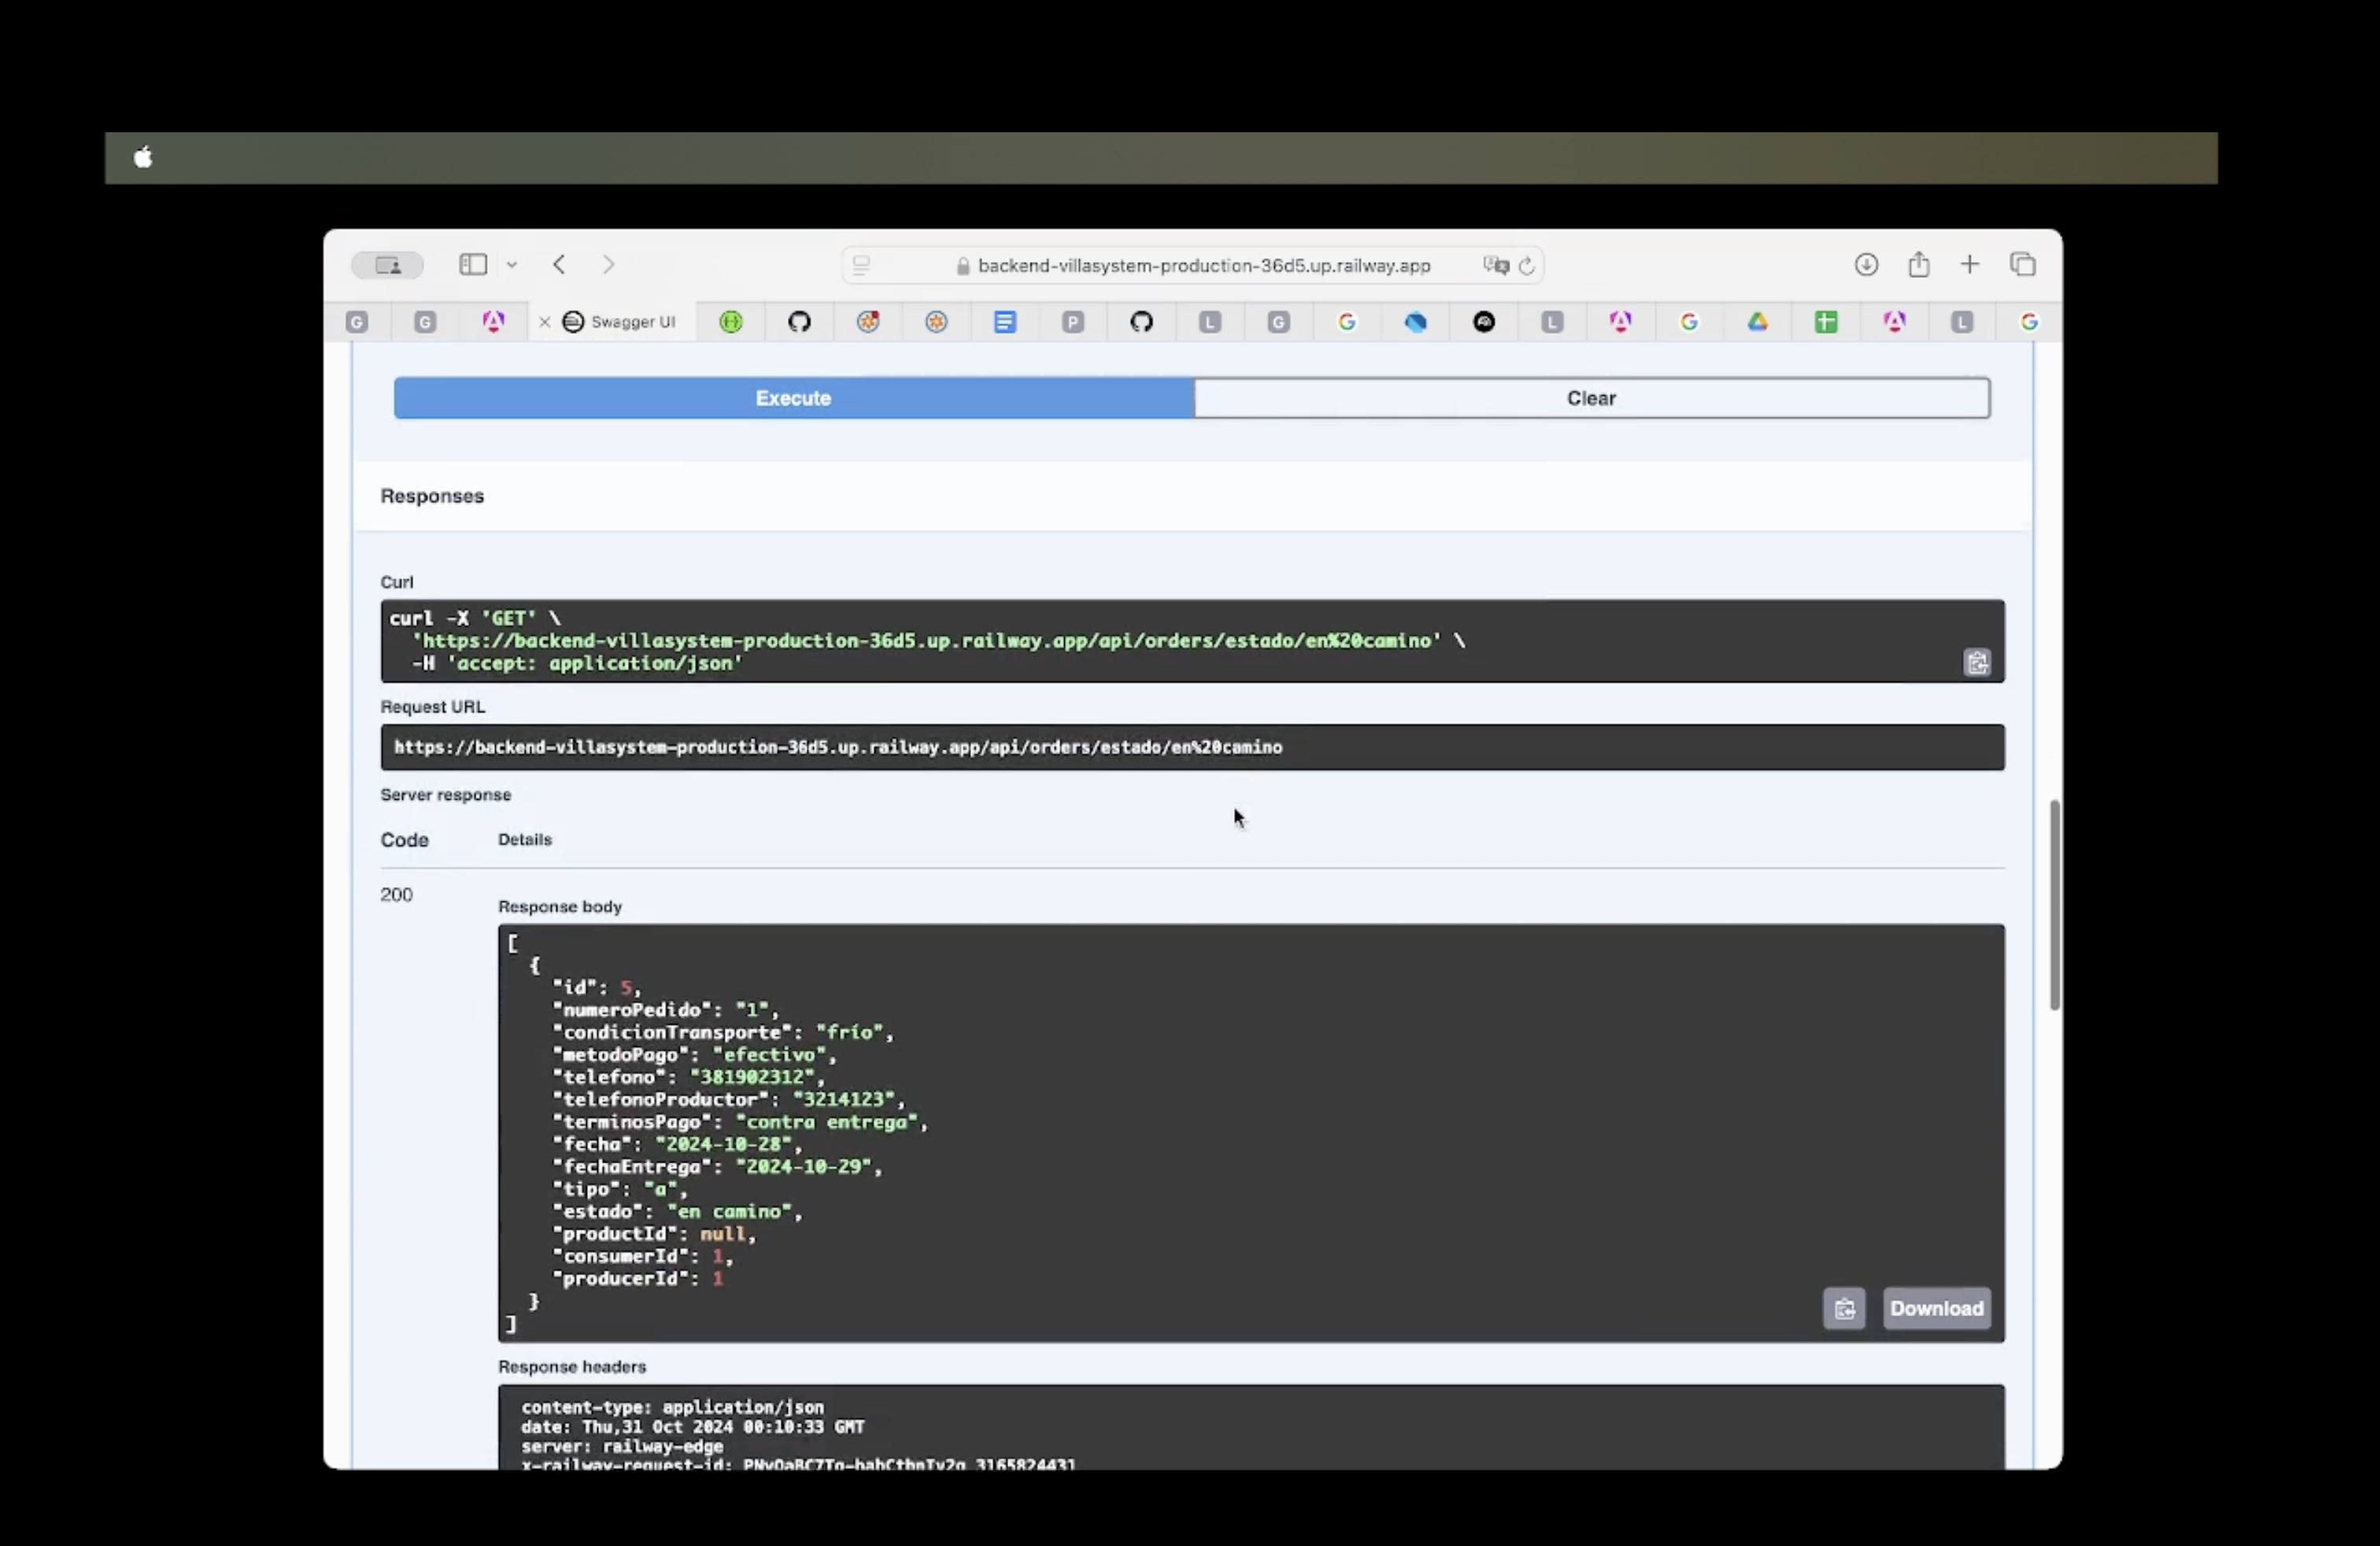 backend-villasystem-production-36d5.up.railway.app
G G Swagger UI P L G G L G L G
Execute Clear
Responses
Curl
curl -X 'GET' \
'https://backend-villasystem-production-36d5.up.railway.app/api/orders/estado/en%20camino' \
-H 'accept: application/json'
Request URL
https://backend-villasystem-production-36d5.up.railway.app/api/orders/estado/en%20camino
Server response
Code Details
200
Response body
[
{
"id": 5,
"numeroPedido": "1",
"condicionTransporte": "frío",
"metodoPago": "efectivo",
"telefono": "381902312",
"telefonoProductor": "3214123",
"terminosPago": "contra entrega",
"fecha": "2024-10-28",
"fechaEntrega": "2024-10-29",
"tipo": "a",
"estado": "en camino",
"productId": null,
"consumerId": 1,
"producerId": 1
}
]
Download
Response headers
content-type: application/json
date: Thu,31 Oct 2024 00:10:33 GMT
server: railway-edge
x-railway-request-id: